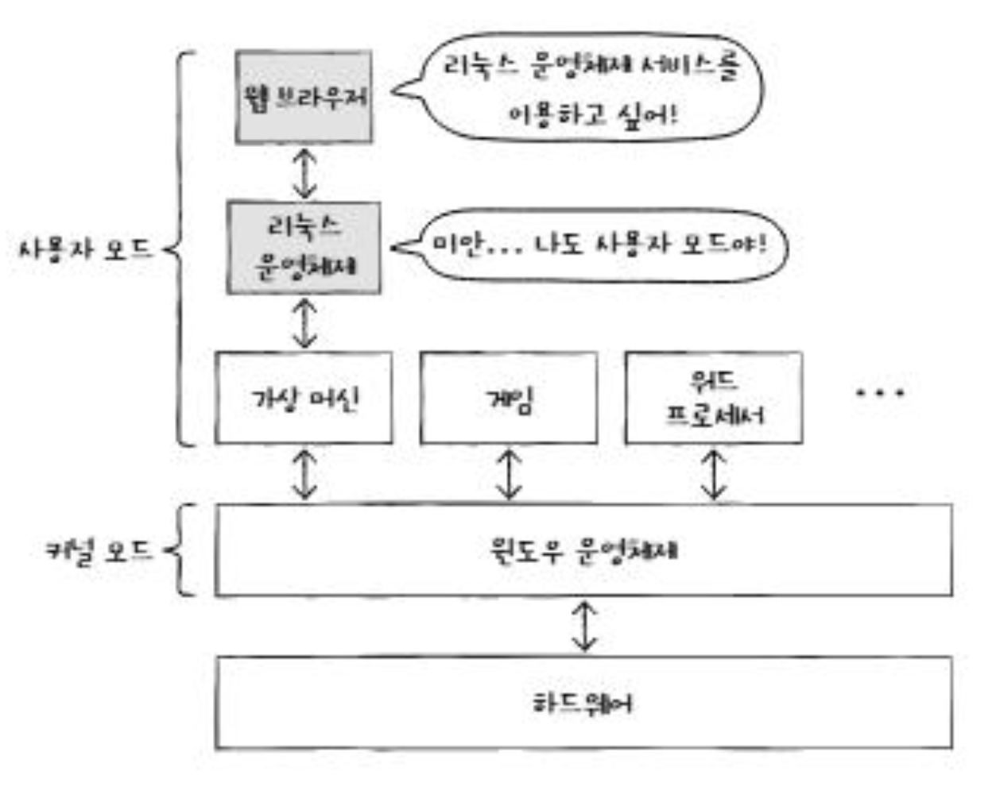 웹 브라우저
리눅스 운영체제 서비스를
이용하고 싶어!
리눅스
운영체제
미안... 나도 사용자 모드야!
사용자 모드
가상 머신
게임
워드
프로세서
...
커널 모드
윈도우 운영체제
하드웨어